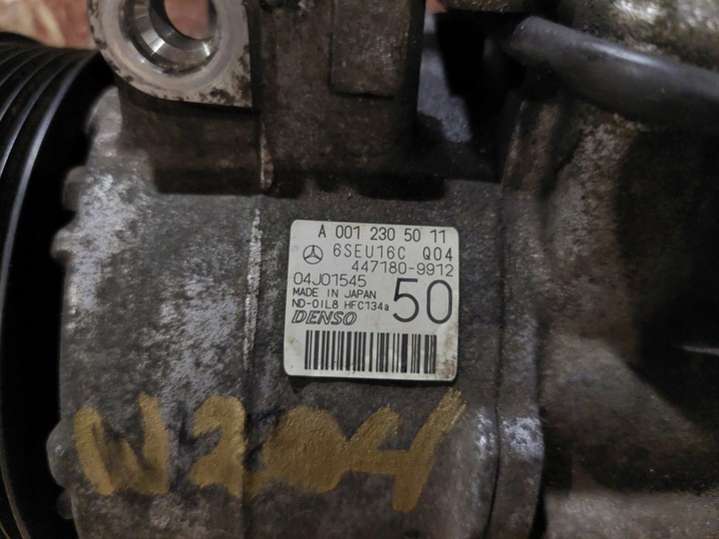 A 001 230 50 11
6SEU16C Q04
447180-9912
04J01545
MADE IN JAPAN
ND-OIL8 HFC134a
50
DENSO
W204